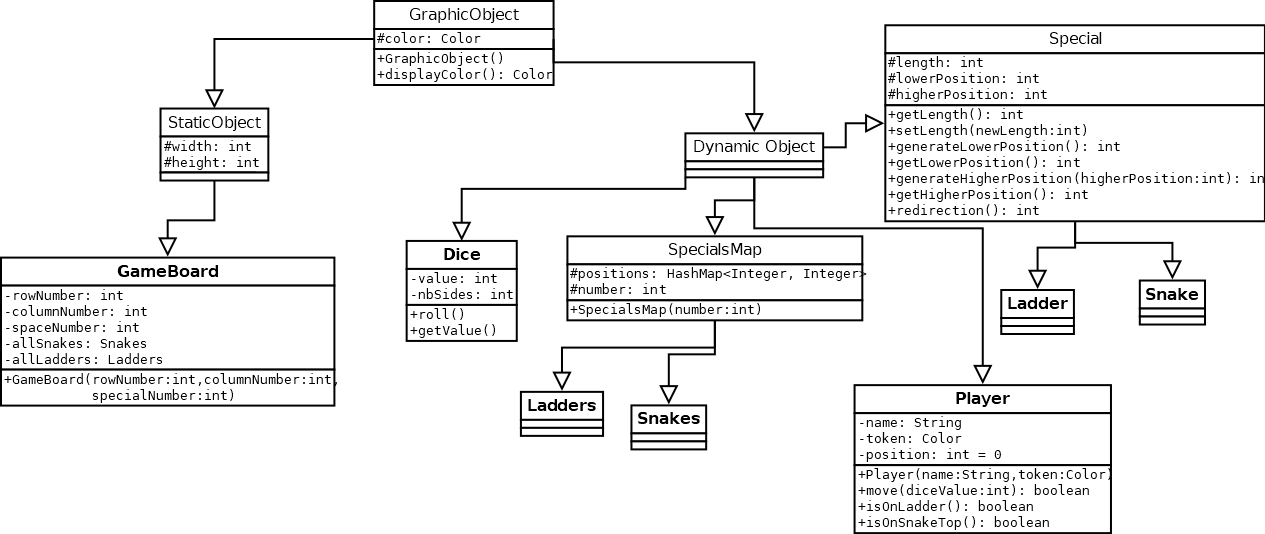 GraphicObject
#color: Color
+GraphicObject()
+displayColor(): Color
Special
#length: int
#lowerPosition: int
#higherPosition: int
+getLength(): int
+setLength(newLength:int)
+generateLowerPosition(): int
+getLowerPosition(): int
+generateHigherPosition(higherPosition:int): in
+getHigherPosition(): int
+redirection(): int
StaticObject
#width: int
#height: int
Dynamic Object
GameBoard
-rowNumber: int
-columnNumber: int
-spaceNumber: int
-allSnakes: Snakes
-allLadders: Ladders
+GameBoard(rowNumber:int,columnNumber:int,
specialNumber:int)
Dice
-value: int
-nbSides: int
+roll()
+getValue()
SpecialsMap
#positions: HashMap<Integer, Integer>
#number: int
+SpecialsMap(number:int)
Ladder
Snake
Ladders
Snakes
Player
-name: String
-token: Color
-position: int = 0
+Player(name:String,token:Color)
+move(diceValue:int): boolean
+isOnLadder(): boolean
+isOnSnakeTop(): boolean